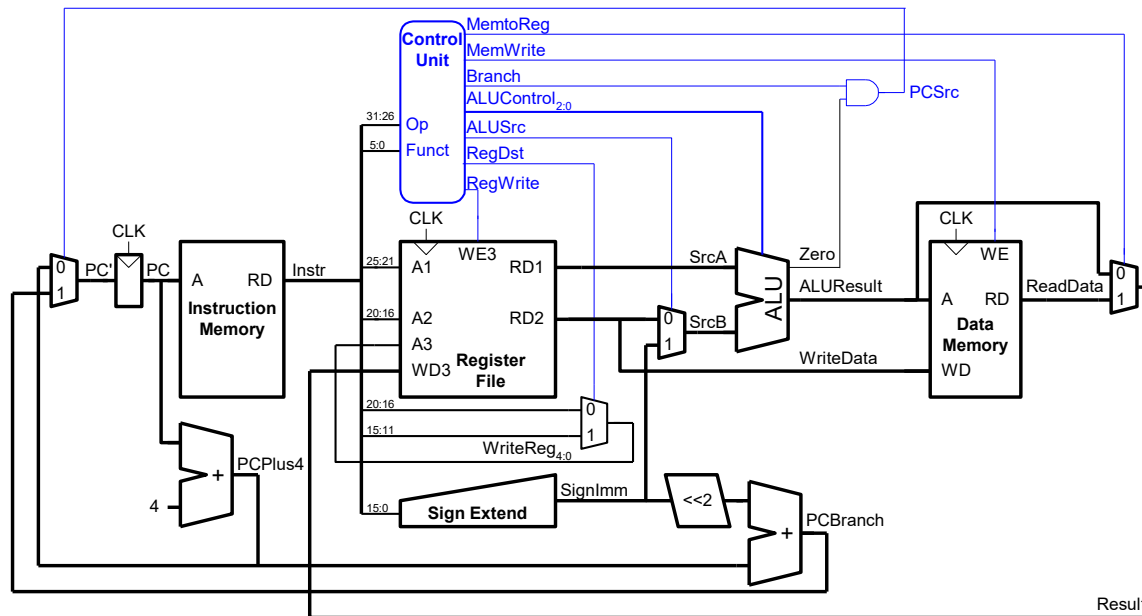 MemtoReg
Control Unit
MemWrite
Branch
PCSrc
ALUControl2:0
31:26
Op
ALUSrc
5:0
Funct
RegDst
RegWrite
CLK
CLK
CLK
WE3
WE
Zero
0
PC'
PC
A
RD
Instr
25:21
A1
RD1
SrcA
ALU
ALUResult
A
RD
ReadData
0
1
1
Instruction Memory
20:16
A2
RD2
0
SrcB
1
A3
Data Memory
WD3
Register File
WriteData
WD
20:16
0
15:11
1
WriteReg4:0
PCPlus4
+
4
15:0
Sign Extend
SignImm
<<2
+
PCBranch
Result